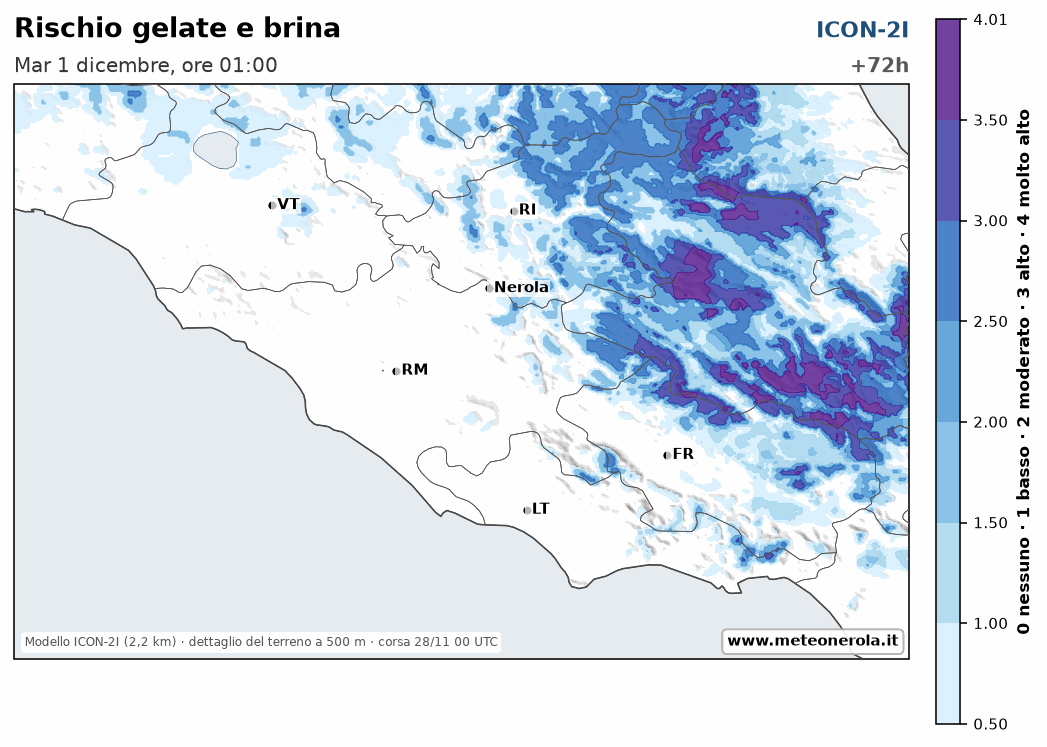 Rischio gelate e brina
ICON-2I
Mar 1 dicembre, ore 01:00
+72h
4.01
3.50
3.00
2.50
2.00
1.50
1.00
0.50
0 nessuno · 1 basso · 2 moderato · 3 alto · 4 molto alto
VT
RI
Nerola
RM
FR
LT
Modello ICON-2I (2,2 km) · dettaglio del terreno a 500 m · corsa 28/11 00 UTC
www.meteonerola.it